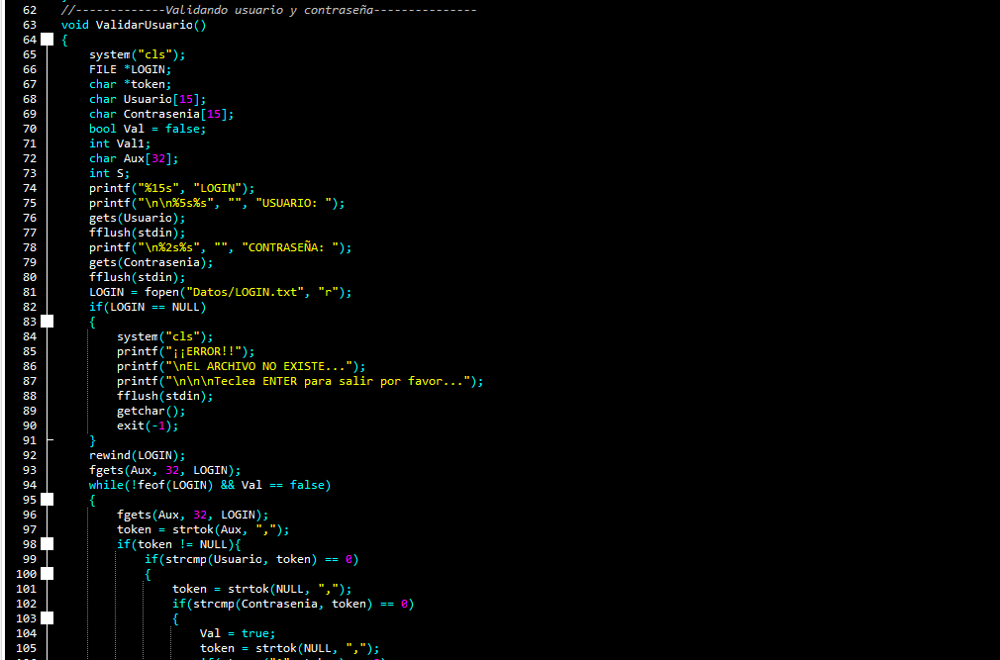 62 //-------------Validando usuario y contraseña---------------
63 void ValidarUsuario()
64 {
65 system("cls");
66 FILE *LOGIN;
67 char *token;
68 char Usuario[15];
69 char Contrasenia[15];
70 bool Val = false;
71 int Val1;
72 char Aux[32];
73 int S;
74 printf("%15s", "LOGIN");
75 printf("\n\n%5s%s", "", "USUARIO: ");
76 gets(Usuario);
77 fflush(stdin);
78 printf("\n%2s%s", "", "CONTRASEÑA: ");
79 gets(Contrasenia);
80 fflush(stdin);
81 LOGIN = fopen("Datos/LOGIN.txt", "r");
82 if(LOGIN == NULL)
83 {
84 system("cls");
85 printf("¡¡ERROR!!");
86 printf("\nEL ARCHIVO NO EXISTE...");
87 printf("\n\n\nTeclea ENTER para salir por favor...");
88 fflush(stdin);
89 getchar();
90 exit(-1);
91 }
92 rewind(LOGIN);
93 fgets(Aux, 32, LOGIN);
94 while(!feof(LOGIN) && Val == false)
95 {
96 fgets(Aux, 32, LOGIN);
97 token = strtok(Aux, ",");
98 if(token != NULL){
99 if(strcmp(Usuario, token) == 0)
100 {
101 token = strtok(NULL, ",");
102 if(strcmp(Contrasenia, token) == 0)
103 {
104 Val = true;
105 token = strtok(NULL, ",");